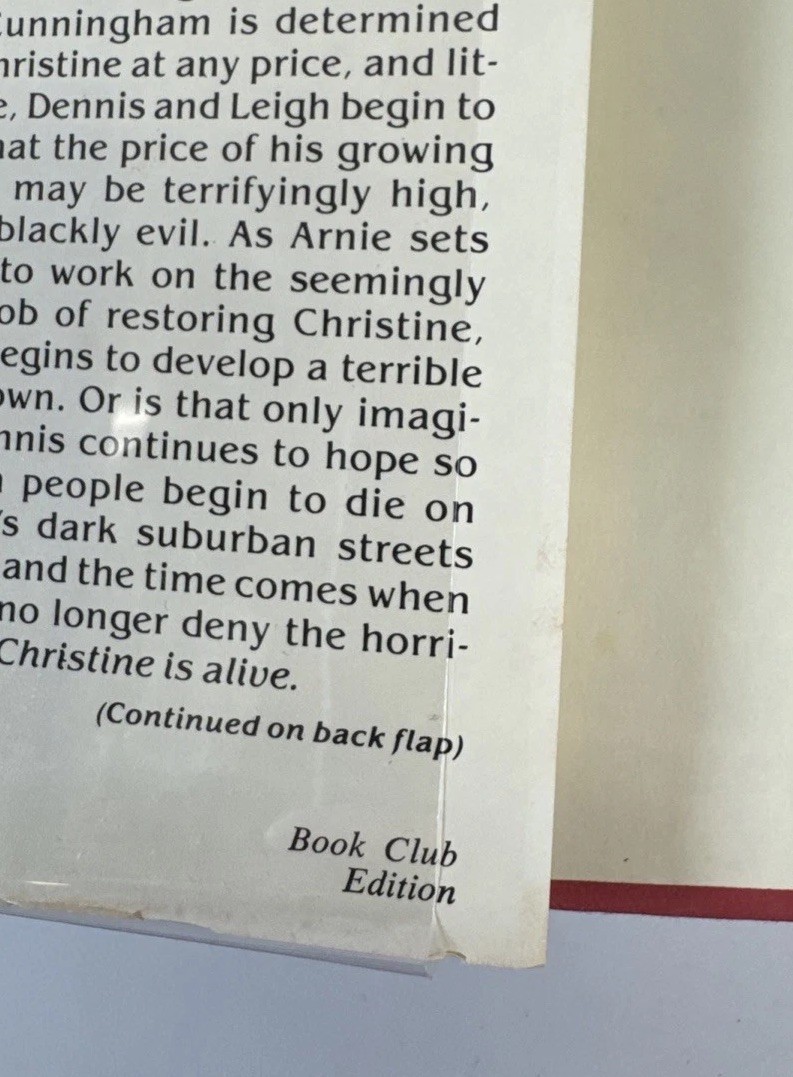 unningham is determined
hristine at any price, and lit-
e, Dennis and Leigh begin to
hat the price of his growing
may be terrifyingly high,
blackly evil. As Arnie sets
to work on the seemingly
ob of restoring Christine,
egins to develop a terrible
own. Or is that only imagi-
nnis continues to hope so
people begin to die on
's dark suburban streets
and the time comes when
no longer deny the horri-
Christine is alive.
(Continued on back flap)
Book Club
Edition